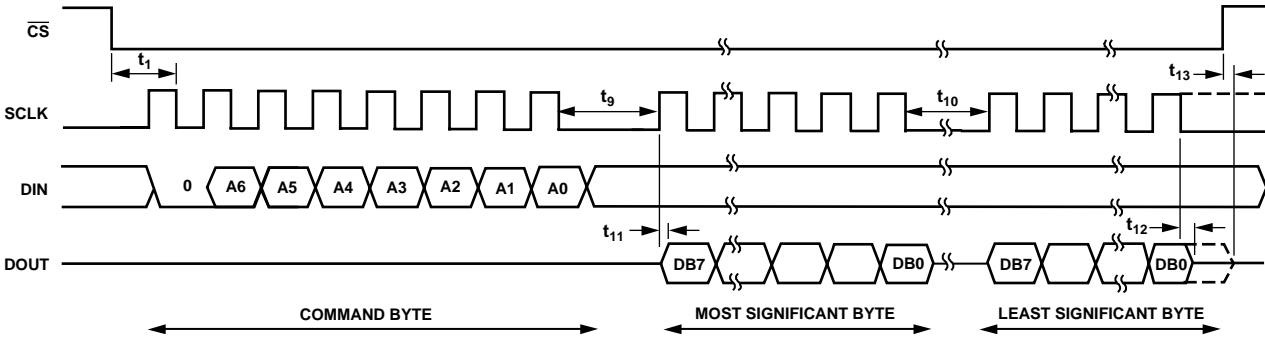 CS
t1
t13
SCLK
t9
t10
DIN
0 A6 A5 A4 A3 A2 A1 A0
t11
t12
DOUT
DB7 DB0 DB7 DB0
COMMAND BYTE MOST SIGNIFICANT BYTE LEAST SIGNIFICANT BYTE